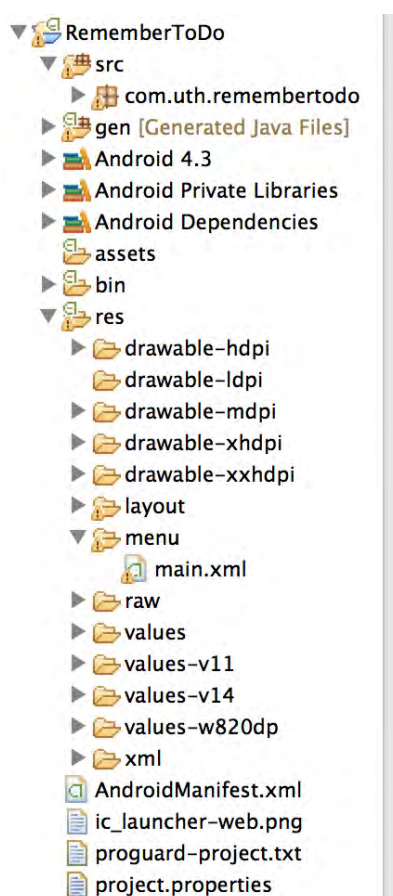 RememberToDo
src
com.uth.remembertodo
gen [Generated Java Files]
Android 4.3
Android Private Libraries
Android Dependencies
assets
bin
res
drawable-hdpi
drawable-ldpi
drawable-mdpi
drawable-xhdpi
drawable-xxhdpi
layout
menu
main.xml
raw
values
values-v11
values-v14
values-w820dp
xml
AndroidManifest.xml
ic_launcher-web.png
proguard-project.txt
project.properties